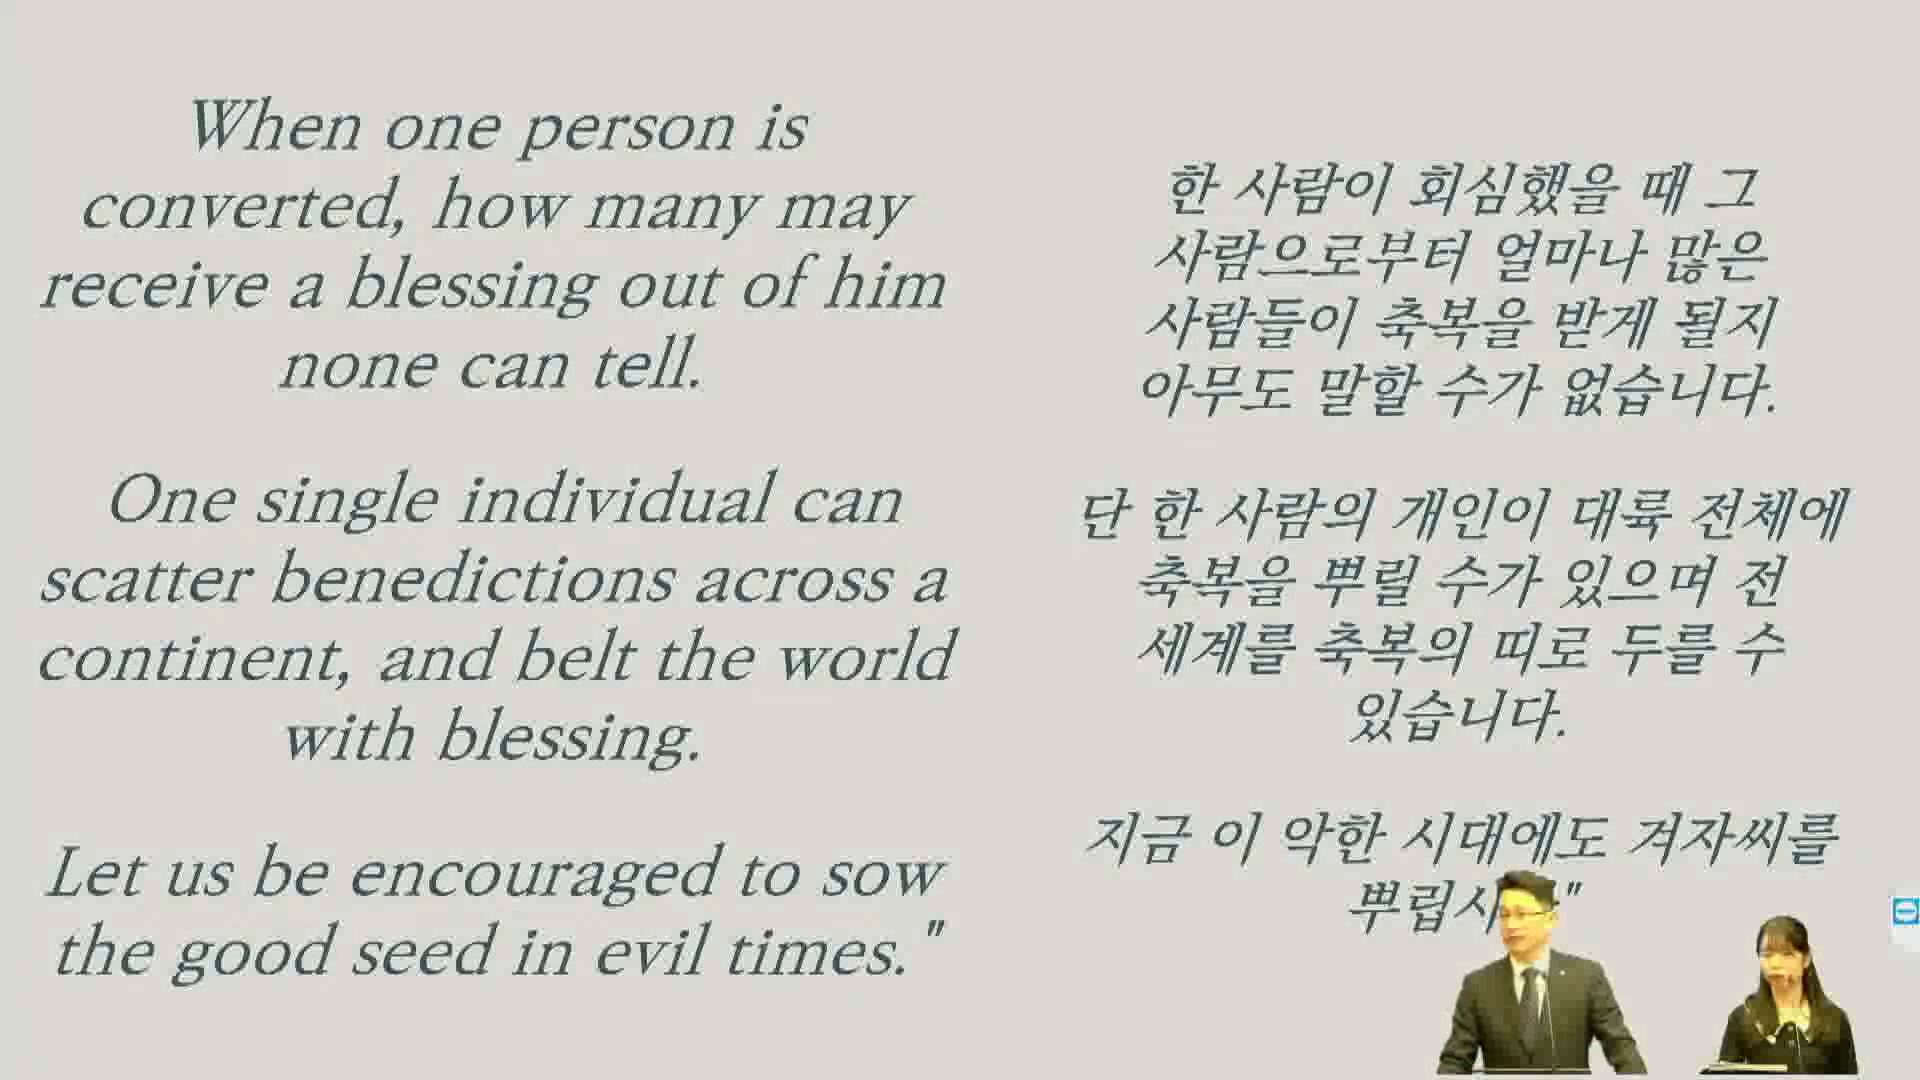 When one person is
converted, how many may
receive a blessing out of him
none can tell.
One single individual can
scatter benedictions across a
continent, and belt the world
with blessing.
Let us be encouraged to sow
the good seed in evil times."
한 사람이 회심했을 때 그
사람으로부터 얼마나 많은
사람들이 축복을 받게 될지
아무도 말할 수가 없습니다.
단 한 사람의 개인이 대륙 전체에
축복을 뿌릴 수가 있으며 전
세계를 축복의 띠로 두를 수
있습니다.
지금 이 악한 시대에도 겨자씨를